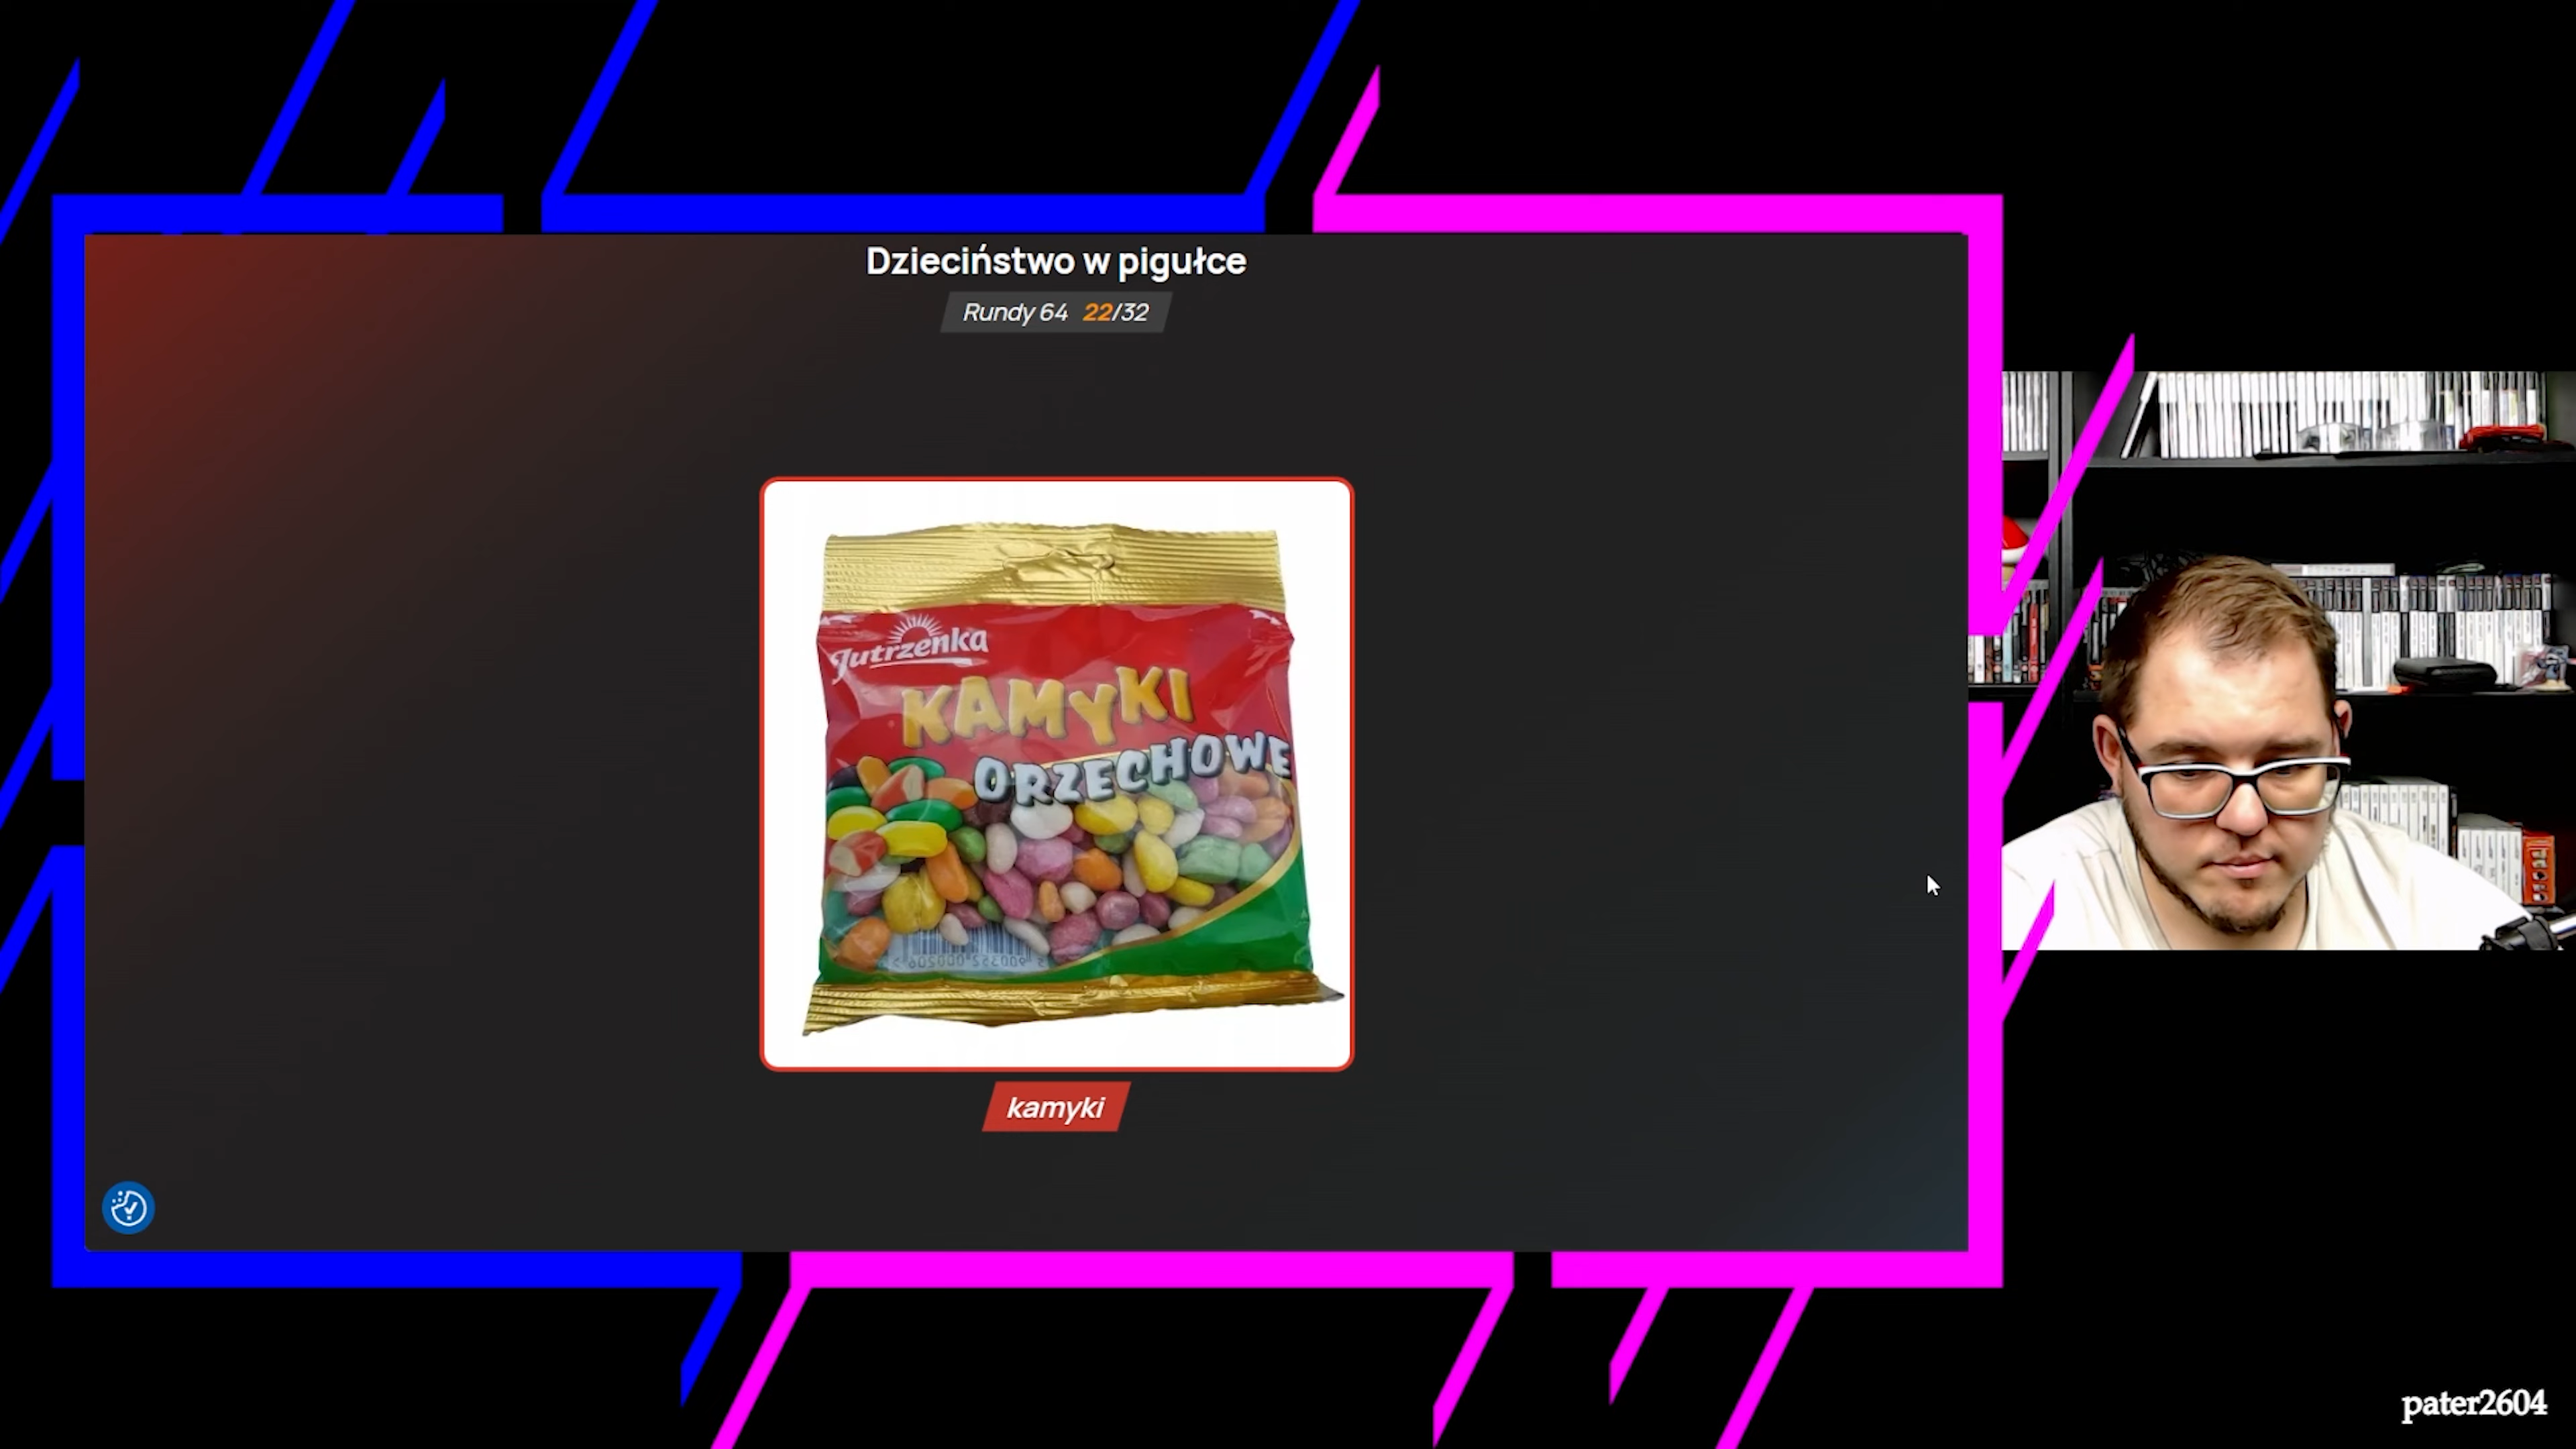 Dzieciństwo w pigułce
Rundy 64 22/32
Jutrzenka
KAMYKI
ORZECHOWE
kamyki
pater2604